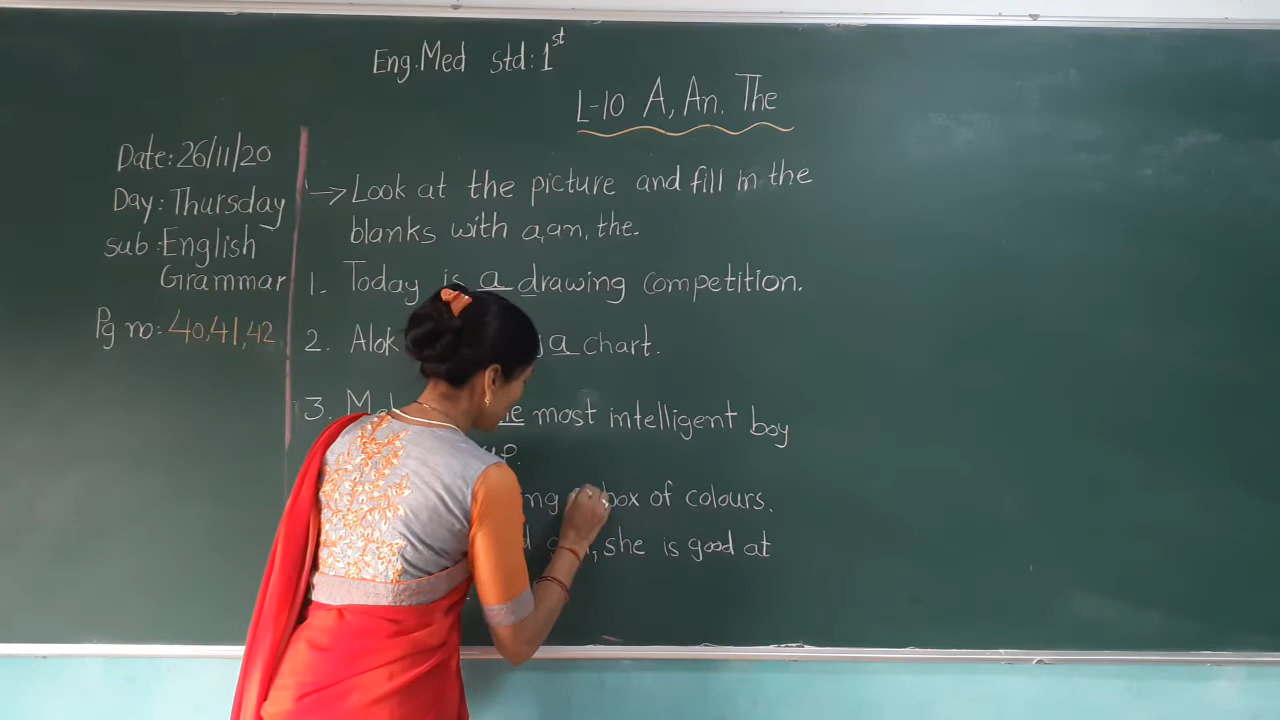 Eng.Med std: 1st
L-10 A, An. The
Date: 26/11/20
Day: Thursday
sub: English
Grammar
Pg no: 40,41,42
→ Look at the picture and fill in the
blanks with a,an, the.
1. Today is a drawing competition.
2. Alok a chart.
3. most intelligent boy
box of colours.
she is good at